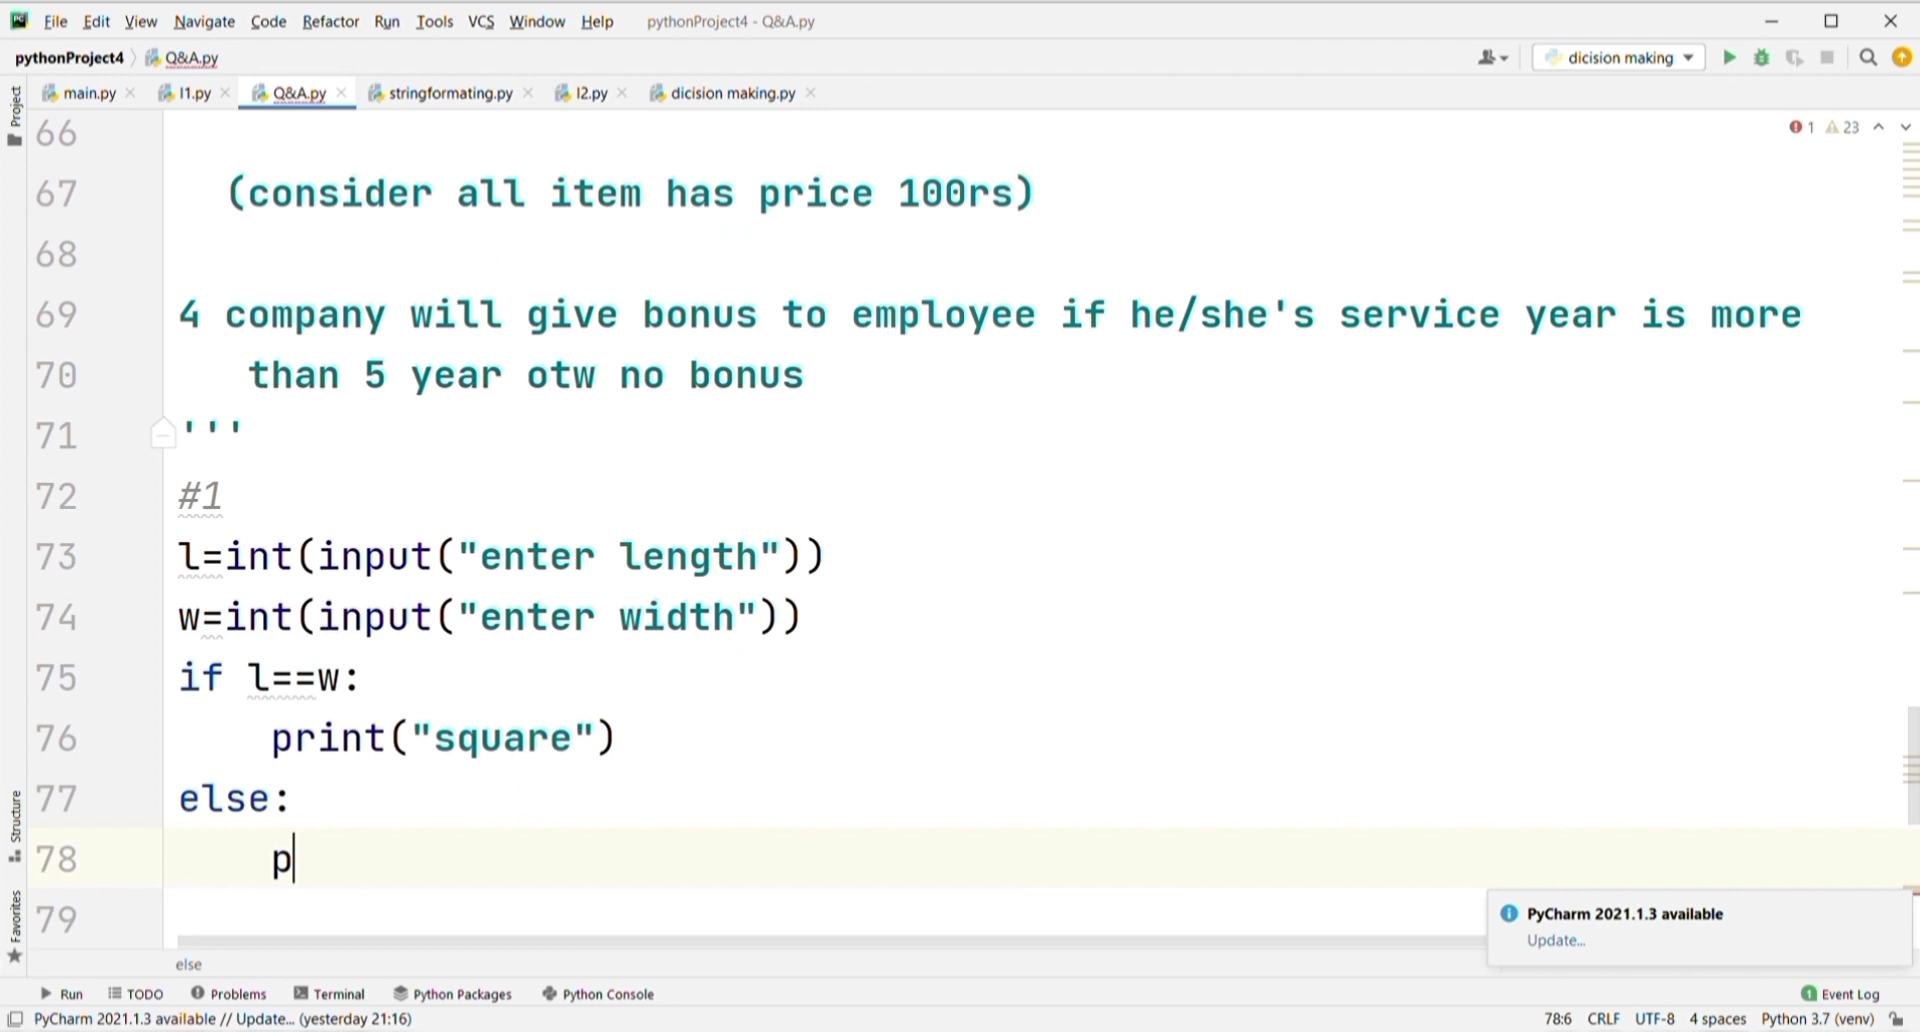 File Edit View Navigate Code Refactor Run Tools VCS Window Help pythonProject4 - Q&A.py
pythonProject4 Q&A.py dicision making
main.py l1.py Q&A.py stringformating.py l2.py dicision making.py
Project
1 23
66
67 (consider all item has price 100rs)
68
69 4 company will give bonus to employee if he/she's service year is more
70 than 5 year otw no bonus
71 '''
72 #1
73 l=int(input("enter length"))
74 w=int(input("enter width"))
75 if l==w:
76 print("square")
77 else:
78 p
79
Structure
Favorites
PyCharm 2021.1.3 available
Update...
else
Run TODO Problems Terminal Python Packages Python Console 1 Event Log
PyCharm 2021.1.3 available // Update... (yesterday 21:16) 78:6 CRLF UTF-8 4 spaces Python 3.7 (venv)